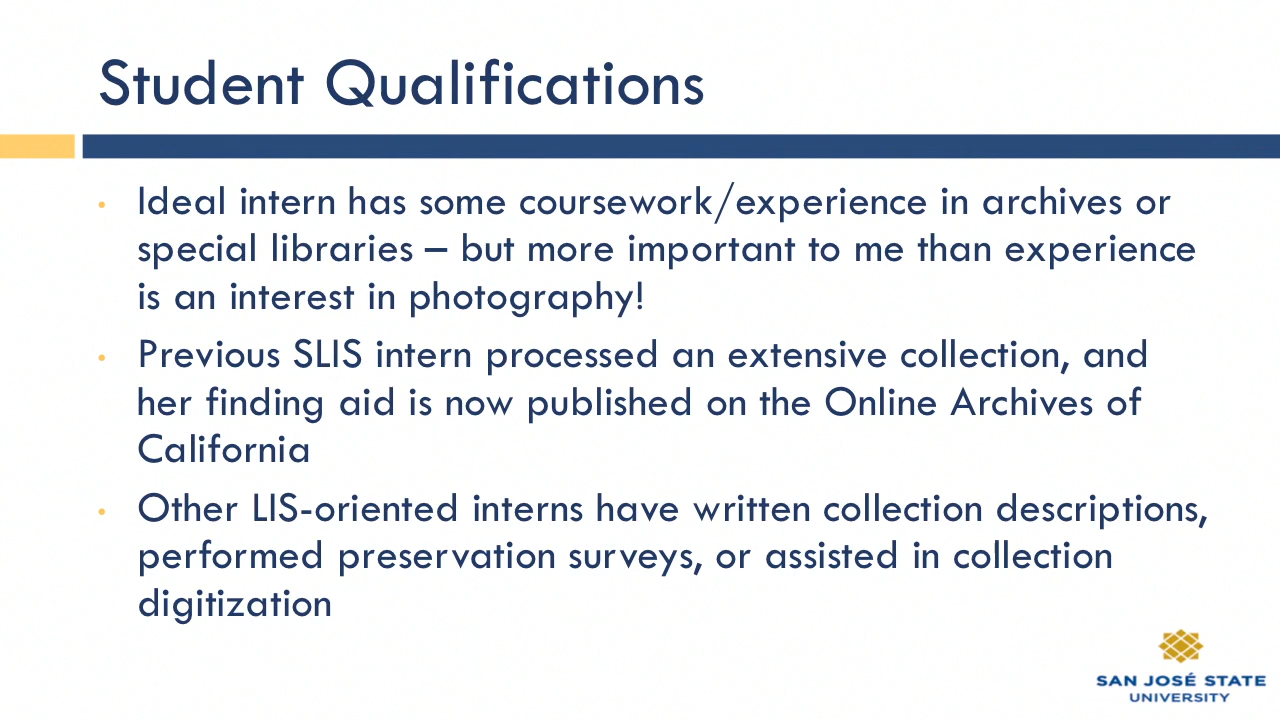 Student Qualifications
• Ideal intern has some coursework/experience in archives or
special libraries – but more important to me than experience
is an interest in photography!
• Previous SLIS intern processed an extensive collection, and
her finding aid is now published on the Online Archives of
California
• Other LIS-oriented interns have written collection descriptions,
performed preservation surveys, or assisted in collection
digitization
SAN JOSÉ STATE
UNIVERSITY